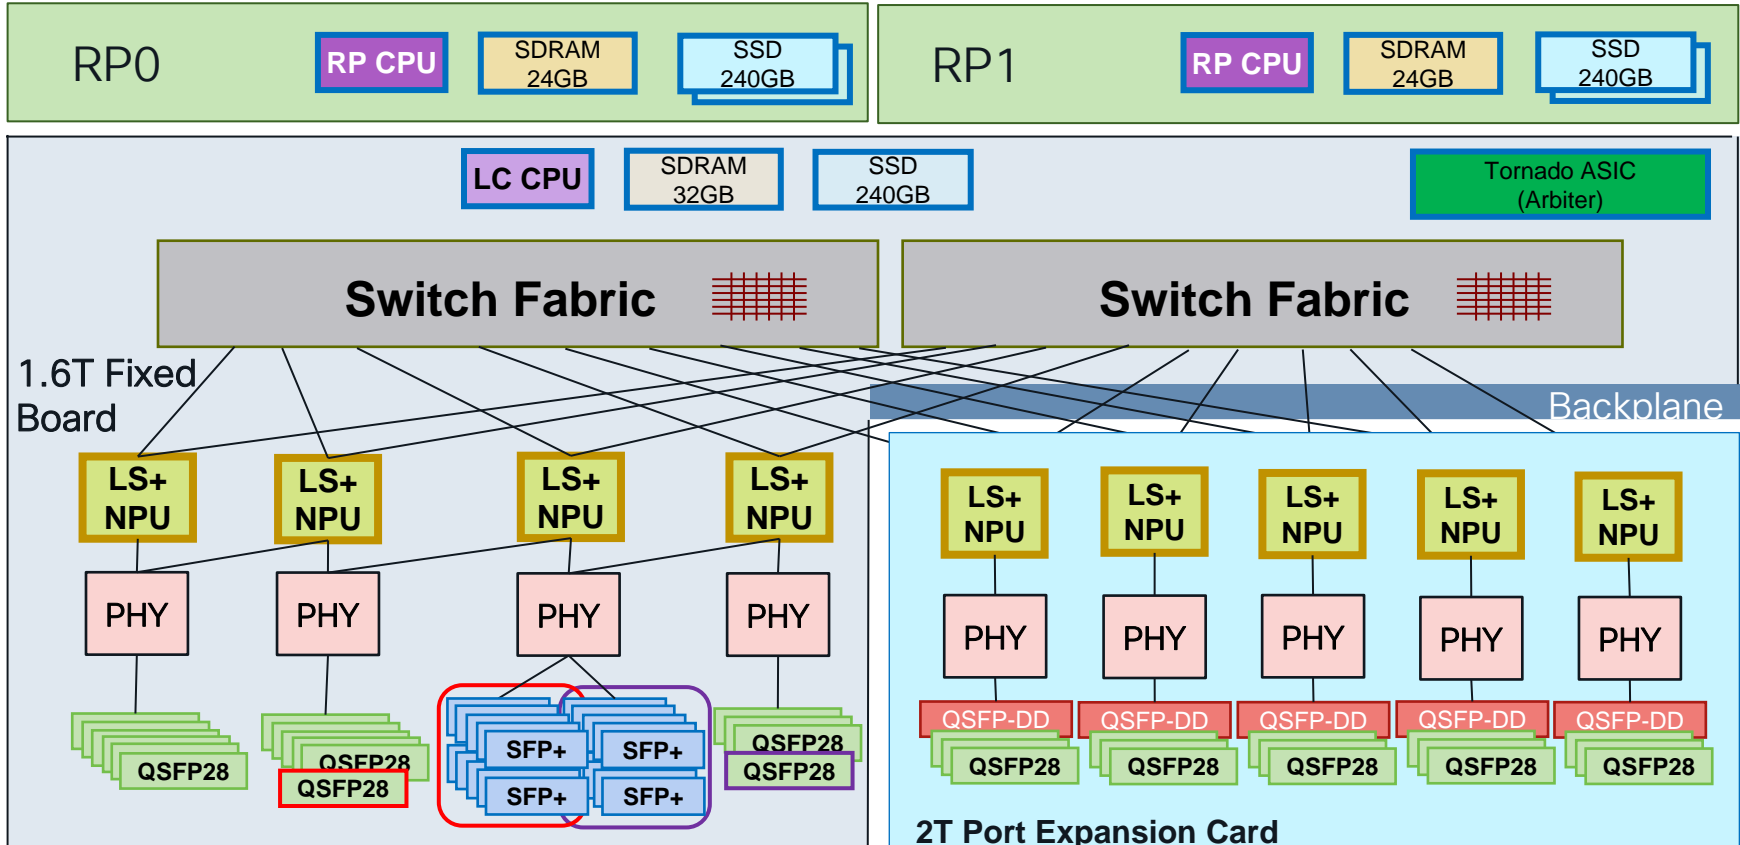 RP0
RP CPU
SDRAM
24GB
SSD
240GB
RP1
RP CPU
SDRAM
24GB
SSD
240GB
LC CPU
SDRAM
32GB
SSD
240GB
Tornado ASIC
(Arbiter)
Switch Fabric
Switch Fabric
1.6T Fixed
Board
Backplane
LS+
NPU
LS+
NPU
LS+
NPU
LS+
NPU
LS+
NPU
LS+
NPU
LS+
NPU
LS+
NPU
LS+
NPU
PHY
PHY
PHY
PHY
PHY
PHY
PHY
PHY
PHY
QSFP28
QSFP28
QSFP28
SFP+
SFP+
SFP+
SFP+
QSFP28
QSFP28
QSFP-DD
QSFP-DD
QSFP-DD
QSFP-DD
QSFP-DD
QSFP28
QSFP28
QSFP28
QSFP28
QSFP28
2T Port Expansion Card